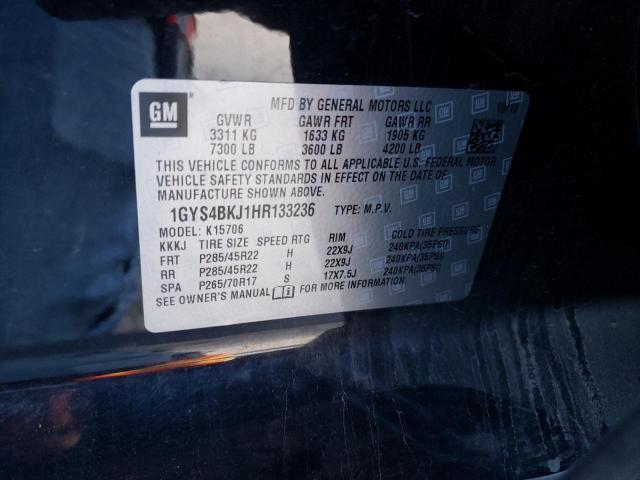 GM
MFD BY GENERAL MOTORS LLC 10/16
GVWR GAWR FRT GAWR RR
3311 KG 1633 KG 1905 KG
7300 LB 3600 LB 4200 LB
THIS VEHICLE CONFORMS TO ALL APPLICABLE U.S. FEDERAL MOTOR
VEHICLE SAFETY STANDARDS IN EFFECT ON THE DATE OF
MANUFACTURE SHOWN ABOVE.
1GYS4BKJ1HR133236 TYPE: M.P.V.
MODEL: K15706
KKKJ TIRE SIZE SPEED RTG RIM COLD TIRE PRESSURE
FRT P285/45R22 H 22X9J 240KPA(35PSI)
RR P285/45R22 H 22X9J 240KPA(35PSI)
SPA P265/70R17 S 17X7.5J 240KPA(35PSI)
SEE OWNER'S MANUAL FOR MORE INFORMATION.